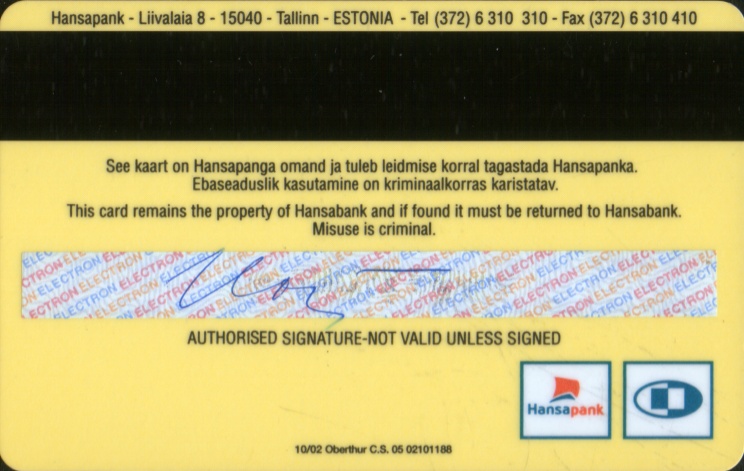 Hansapank - Liivalaia 8 - 15040 - Tallinn - ESTONIA - Tel (372) 6 310 310 - Fax (372) 6 310 410
See kaart on Hansapanga omand ja tuleb leidmise korral tagastada Hansapanka.
Ebaseaduslik kasutamine on kriminaalkorras karistatav.
This card remains the property of Hansabank and if found it must be returned to Hansabank.
Misuse is criminal.
ELECTRON ELECTRON ELECTRON ELECTRON ELECTRON ELECTRON
AUTHORISED SIGNATURE-NOT VALID UNLESS SIGNED
Hansapank
10/02 Oberthur C.S. 05 02101188